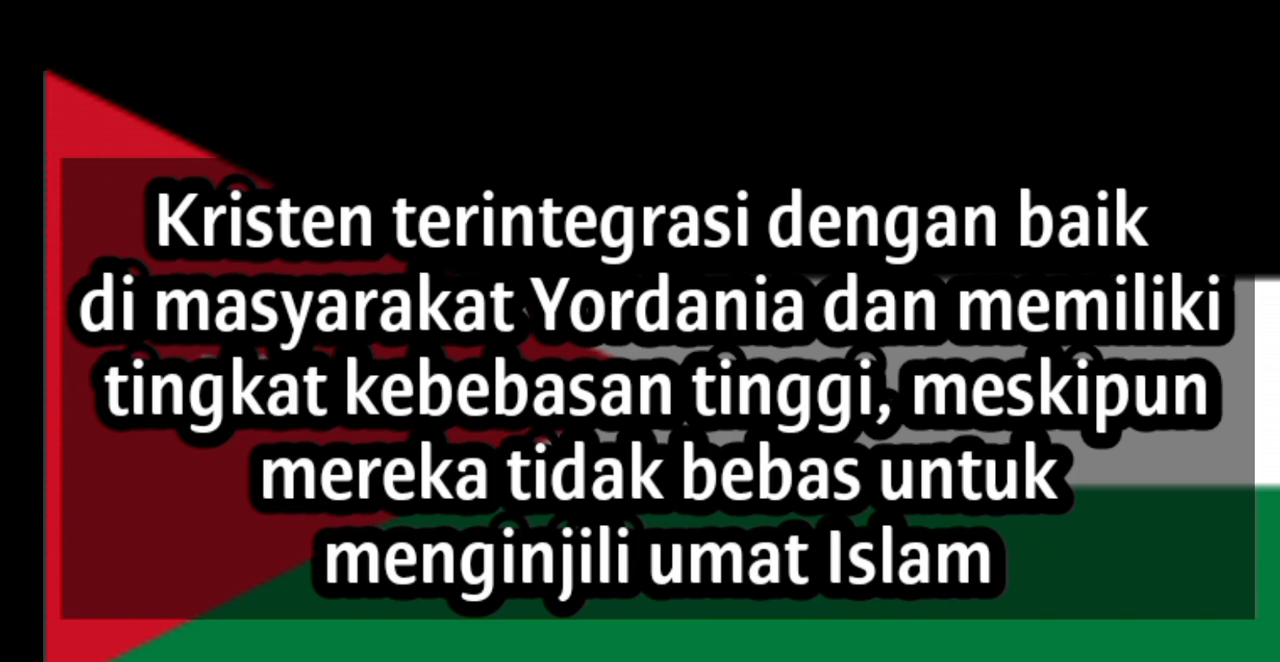 Kristen terintegrasi dengan baik
di masyarakat Yordania dan memiliki
tingkat kebebasan tinggi, meskipun
mereka tidak bebas untuk
menginjili umat Islam